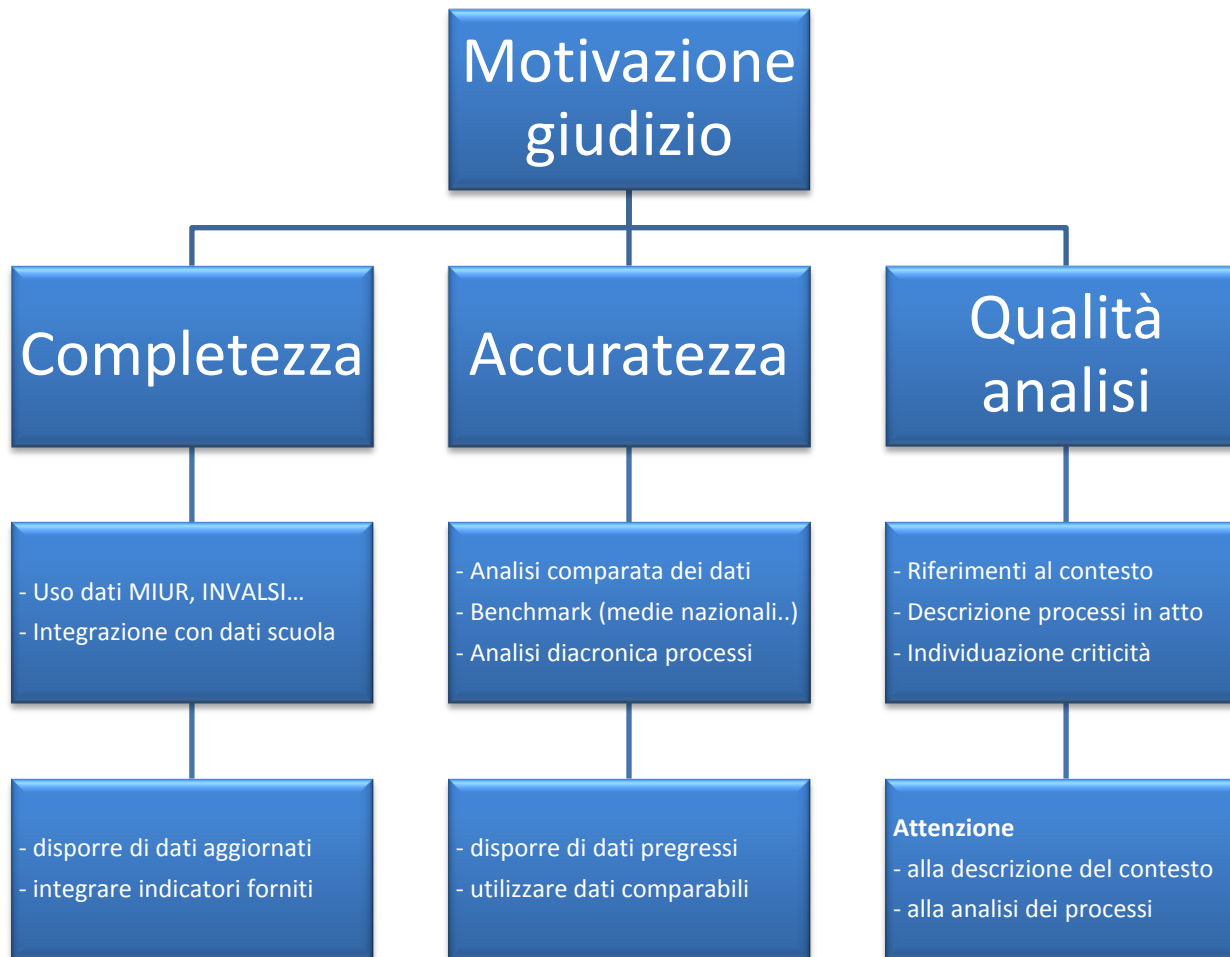 Motivazione
giudizio
Completezza
Accuratezza
Qualità
analisi
- Uso dati MIUR, INVALSI…
- Integrazione con dati scuola
- Analisi comparata dei dati
- Benchmark (medie nazionali..)
- Analisi diacronica processi
- Riferimenti al contesto
- Descrizione processi in atto
- Individuazione criticità
- disporre di dati aggiornati
- integrare indicatori forniti
- disporre di dati pregressi
- utilizzare dati comparabili
Attenzione
- alla descrizione del contesto
- alla analisi dei processi